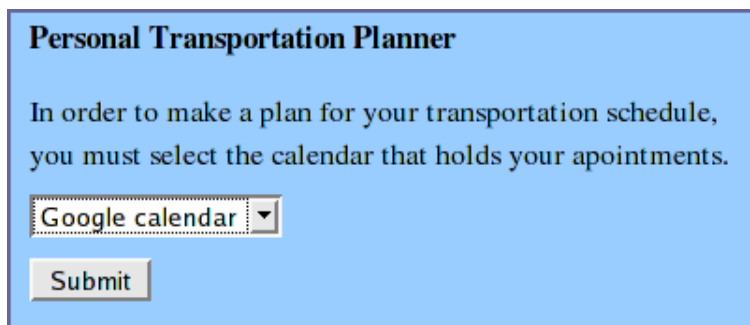 Personal Transportation Planner
In order to make a plan for your transportation schedule,
you must select the calendar that holds your apointments.
Google calendar
Submit